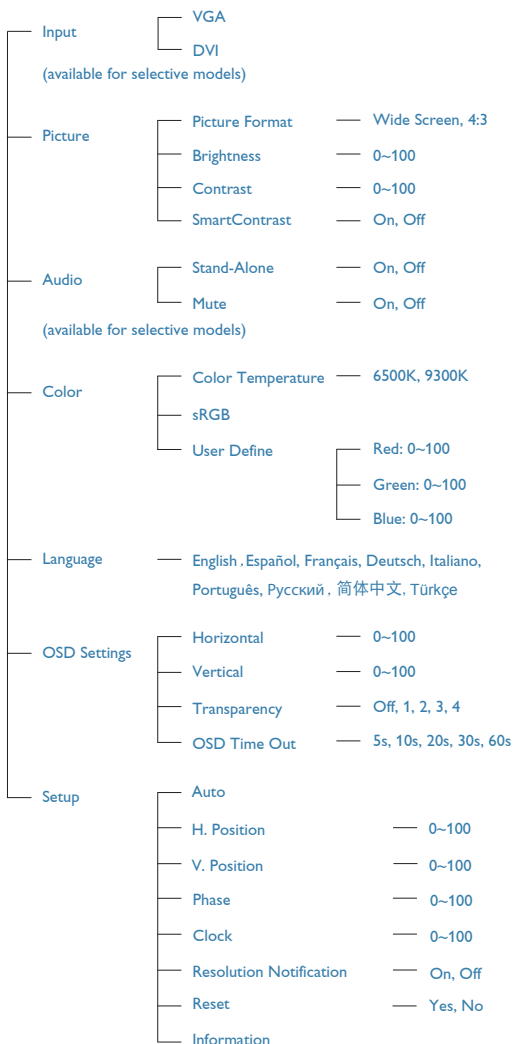 VGA
Input
DVI
(available for selective models)
Picture Format Wide Screen, 4:3
Picture
Brightness 0~100
Contrast 0~100
SmartContrast On, Off
Stand-Alone On, Off
Audio
Mute On, Off
(available for selective models)
Color Temperature 6500K, 9300K
Color
sRGB
User Define Red: 0~100
Green: 0~100
Blue: 0~100
Language English, Español, Français, Deutsch, Italiano,
Português, Русский, 简体中文, Türkçe
Horizontal 0~100
OSD Settings
Vertical 0~100
Transparency Off, 1, 2, 3, 4
OSD Time Out 5s, 10s, 20s, 30s, 60s
Auto
Setup
H. Position 0~100
V. Position 0~100
Phase 0~100
Clock 0~100
Resolution Notification On, Off
Reset Yes, No
Information